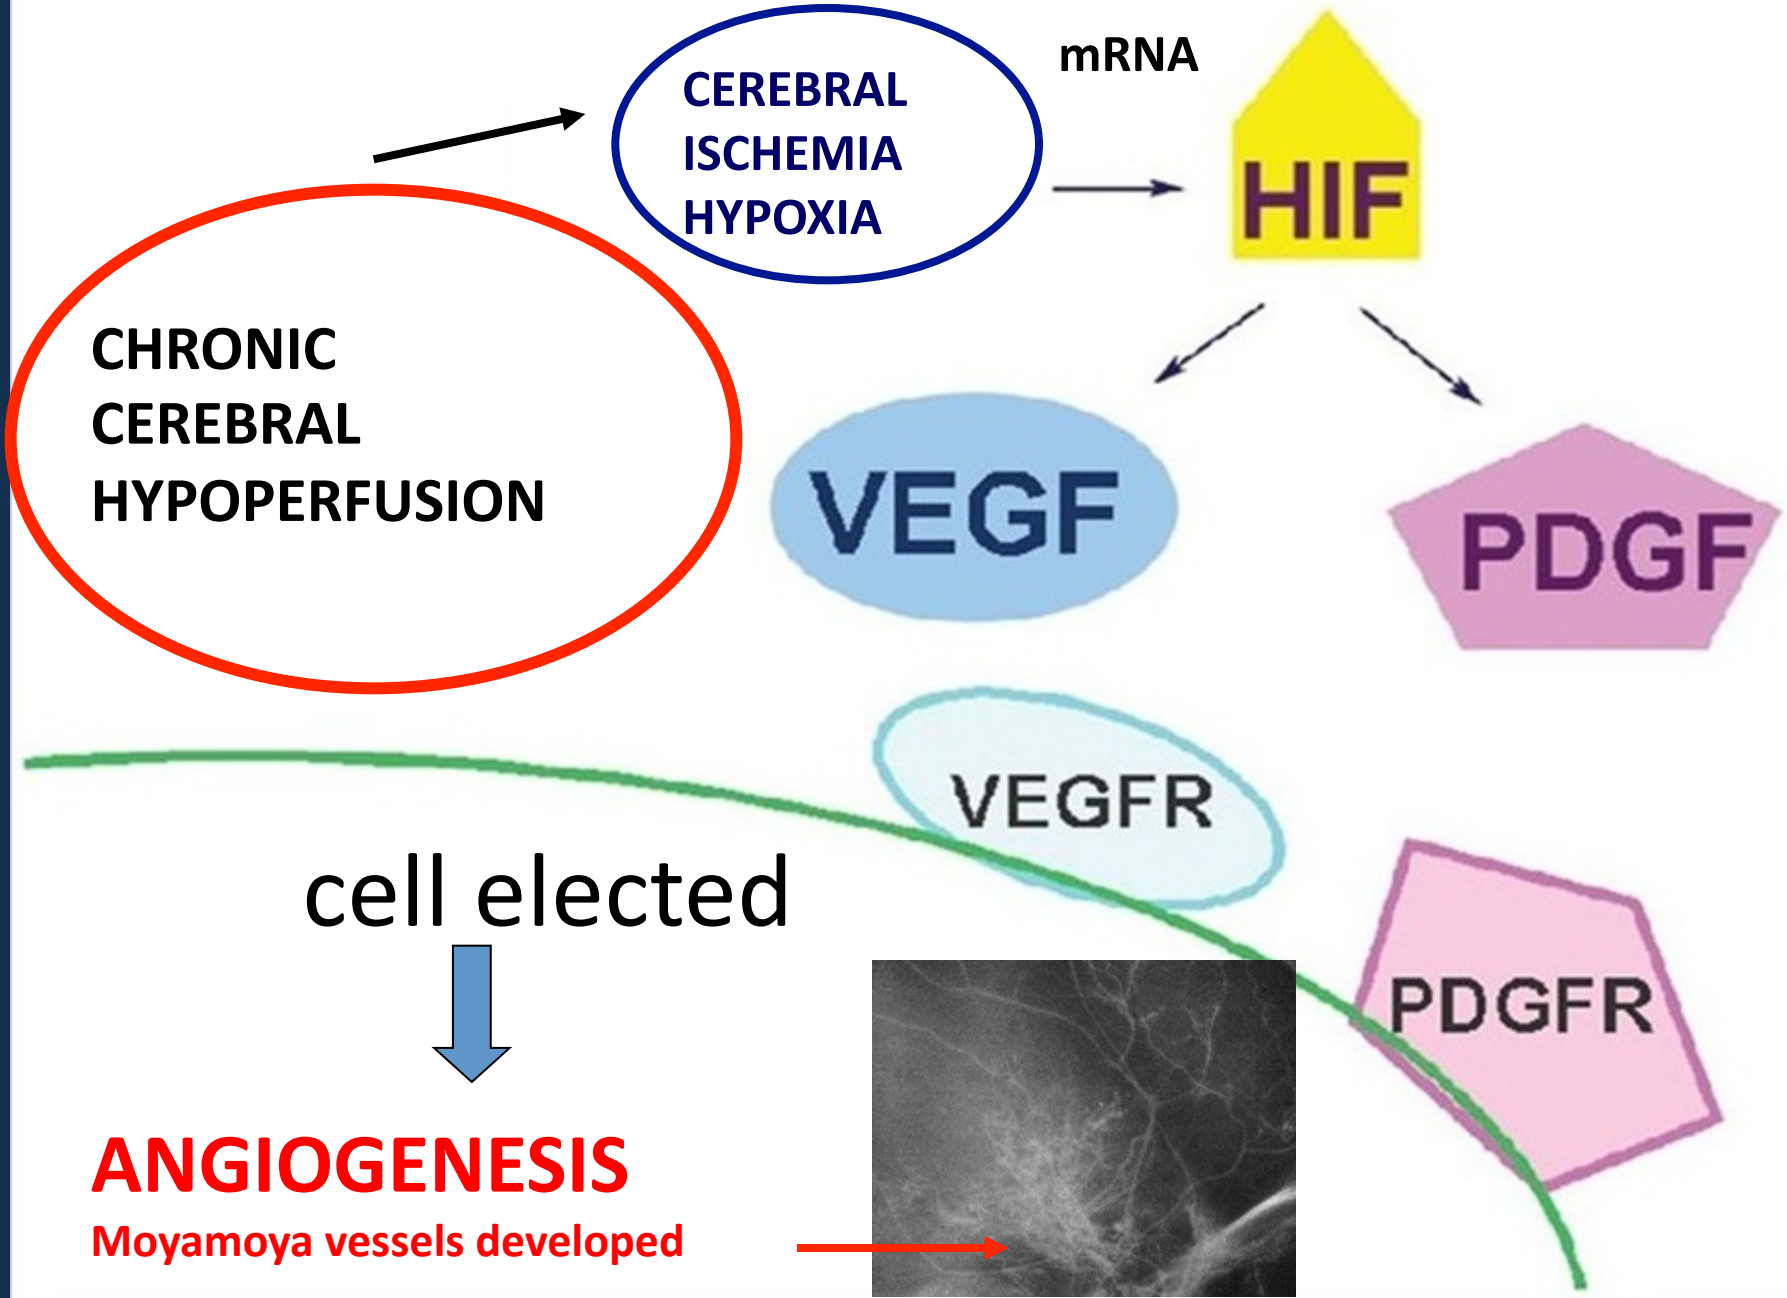 CEREBRAL
ISCHEMIA
HYPOXIA
mRNA
HIF
CHRONIC
CEREBRAL
HYPOPERFUSION
VEGF
PDGF
VEGFR
PDGFR
cell elected
ANGIOGENESIS
Moyamoya vessels developed